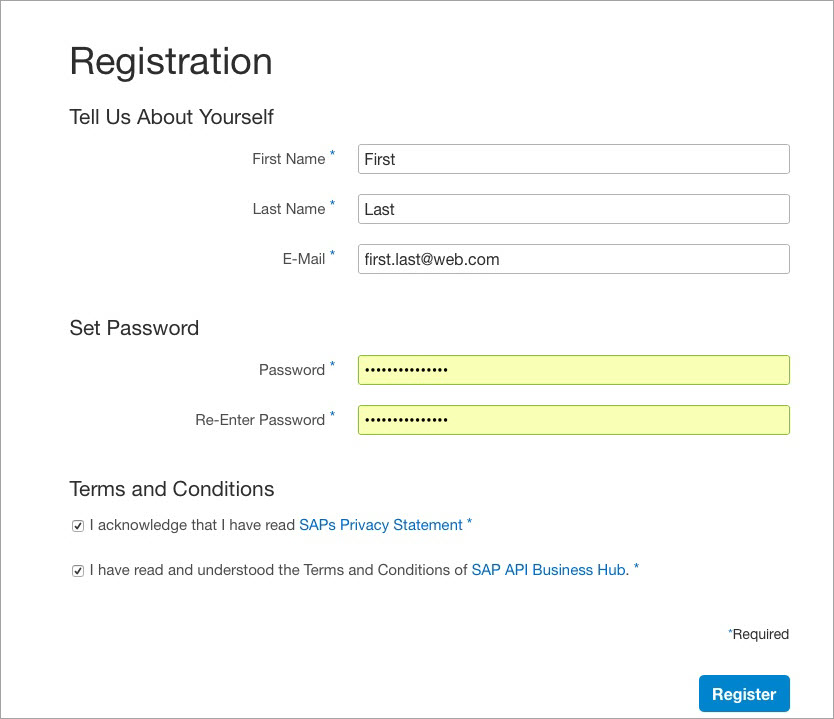 Registration
Tell Us About Yourself
First Name * First
Last Name * Last
E-Mail * first.last@web.com
Set Password
Password * •••••••••••••••
Re-Enter Password * •••••••••••••••
Terms and Conditions
I acknowledge that I have read SAPs Privacy Statement *
I have read and understood the Terms and Conditions of SAP API Business Hub. *
*Required
Register